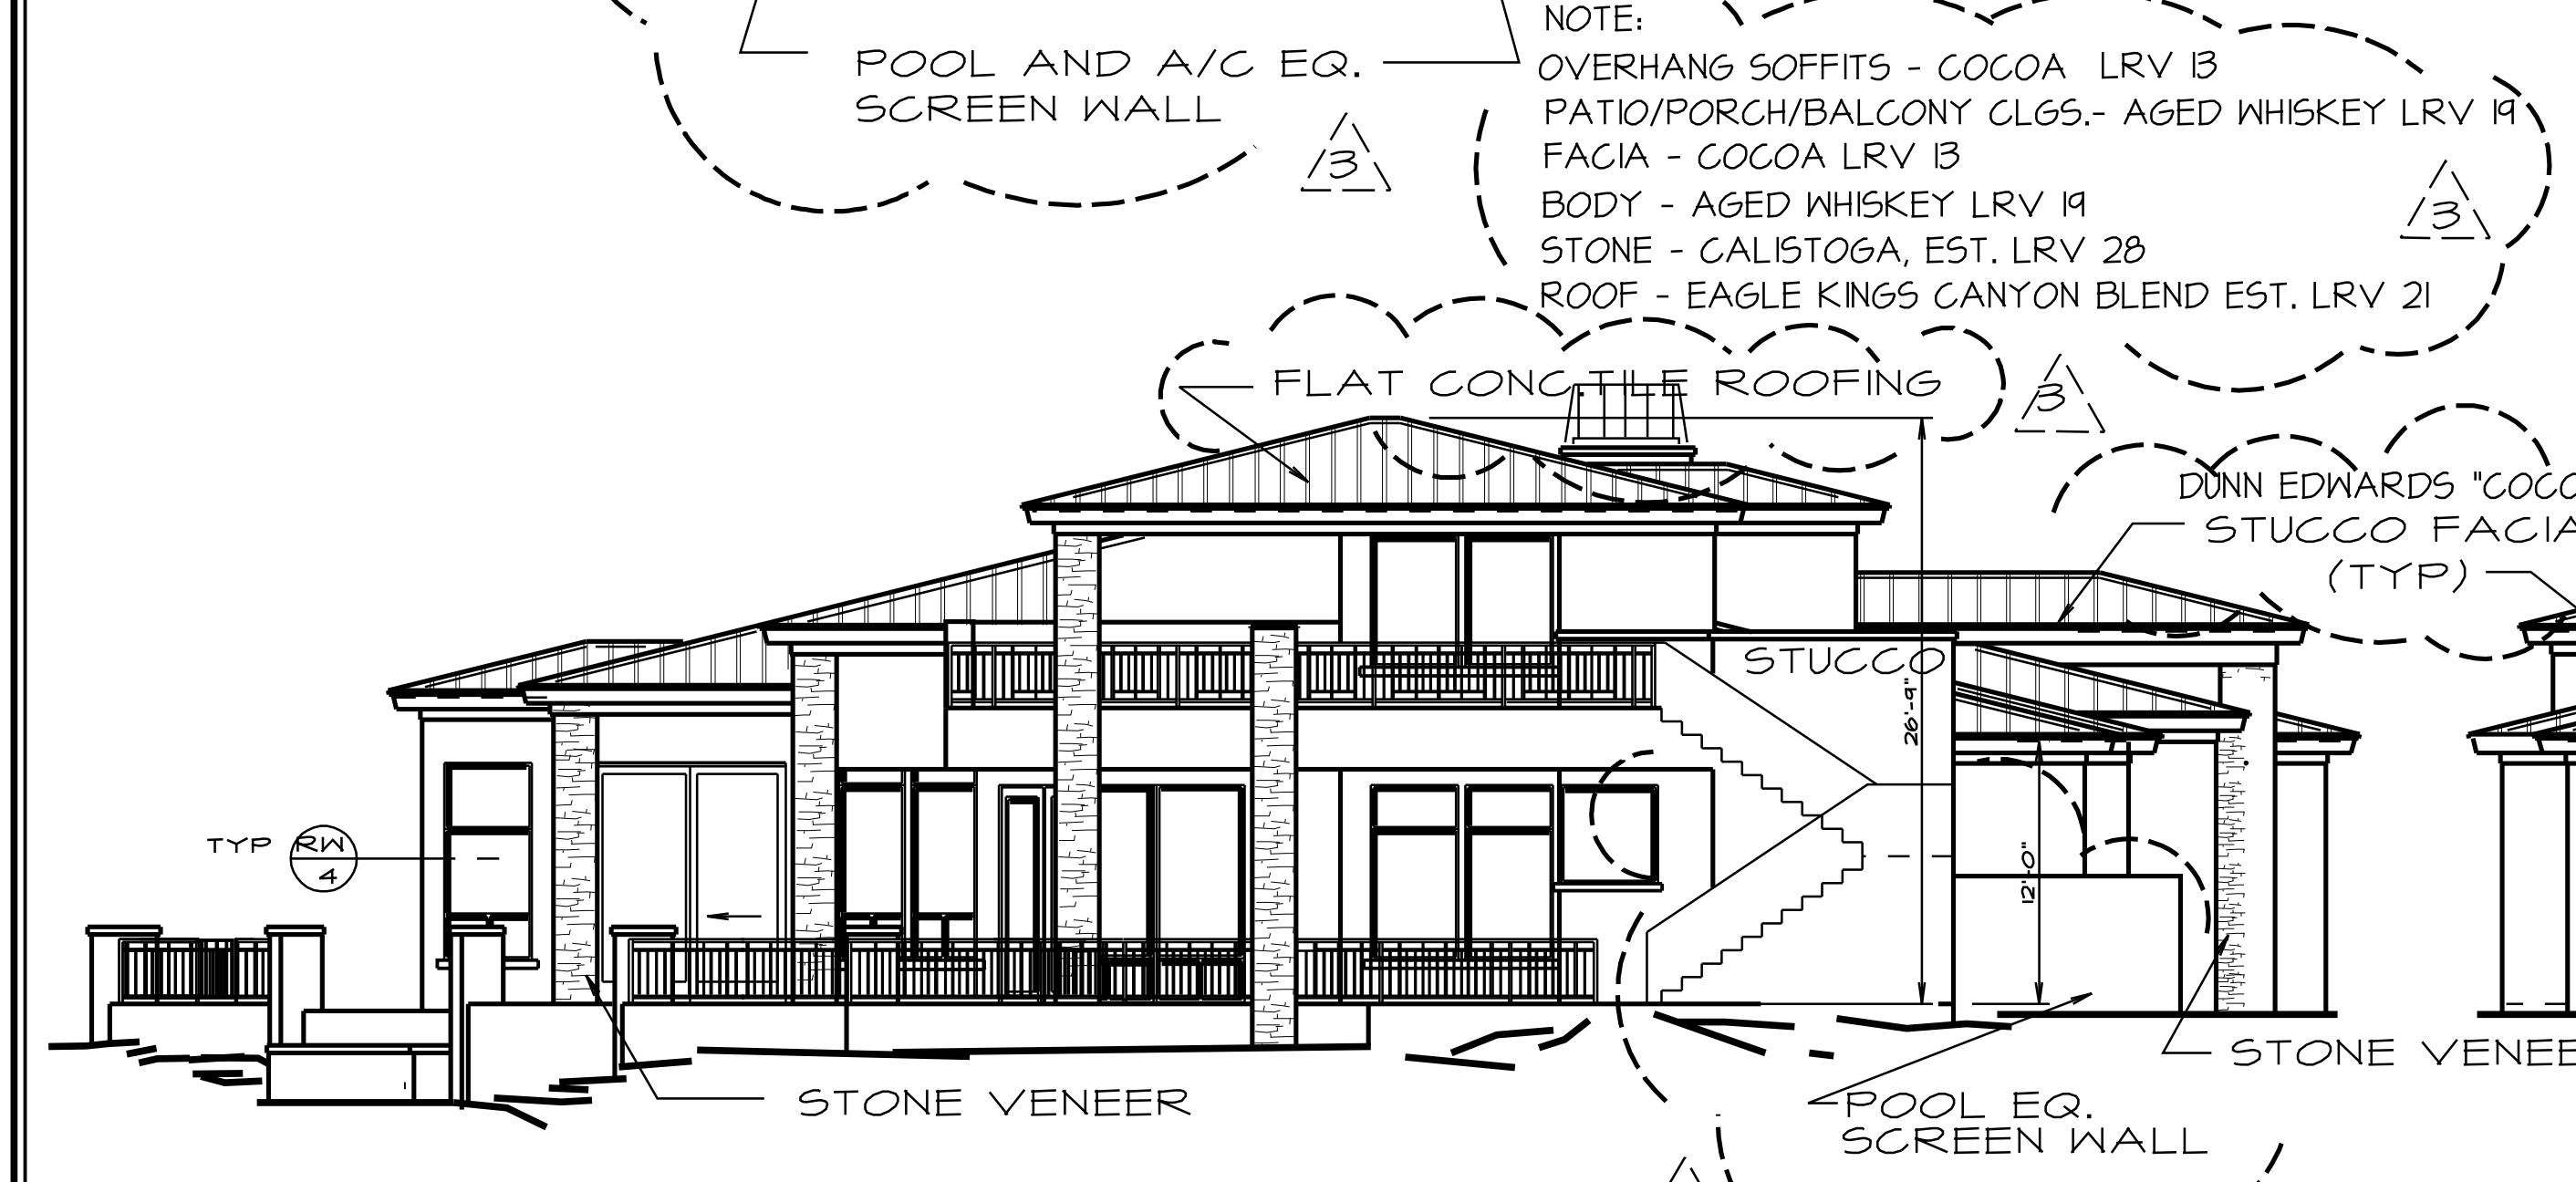 POOL AND A/C EQ.
SCREEN WALL
3
NOTE:
OVERHANG SOFFITS - COCOA LRV 13
PATIO/PORCH/BALCONY CLGS.- AGED WHISKEY LRV 19
FACIA - COCOA LRV 13
BODY - AGED WHISKEY LRV 19
STONE - CALISTOGA, EST. LRV 28
ROOF - EAGLE KINGS CANYON BLEND EST. LRV 21
3
FLAT CONC.TILE ROOFING
3
DUNN EDWARDS "COCO
STUCCO FACIA
(TYP)
STUCCO
26'-9"
12'-0"
TYP
RW
4
STONE VENEER
STONE VENEE
POOL EQ.
SCREEN WALL